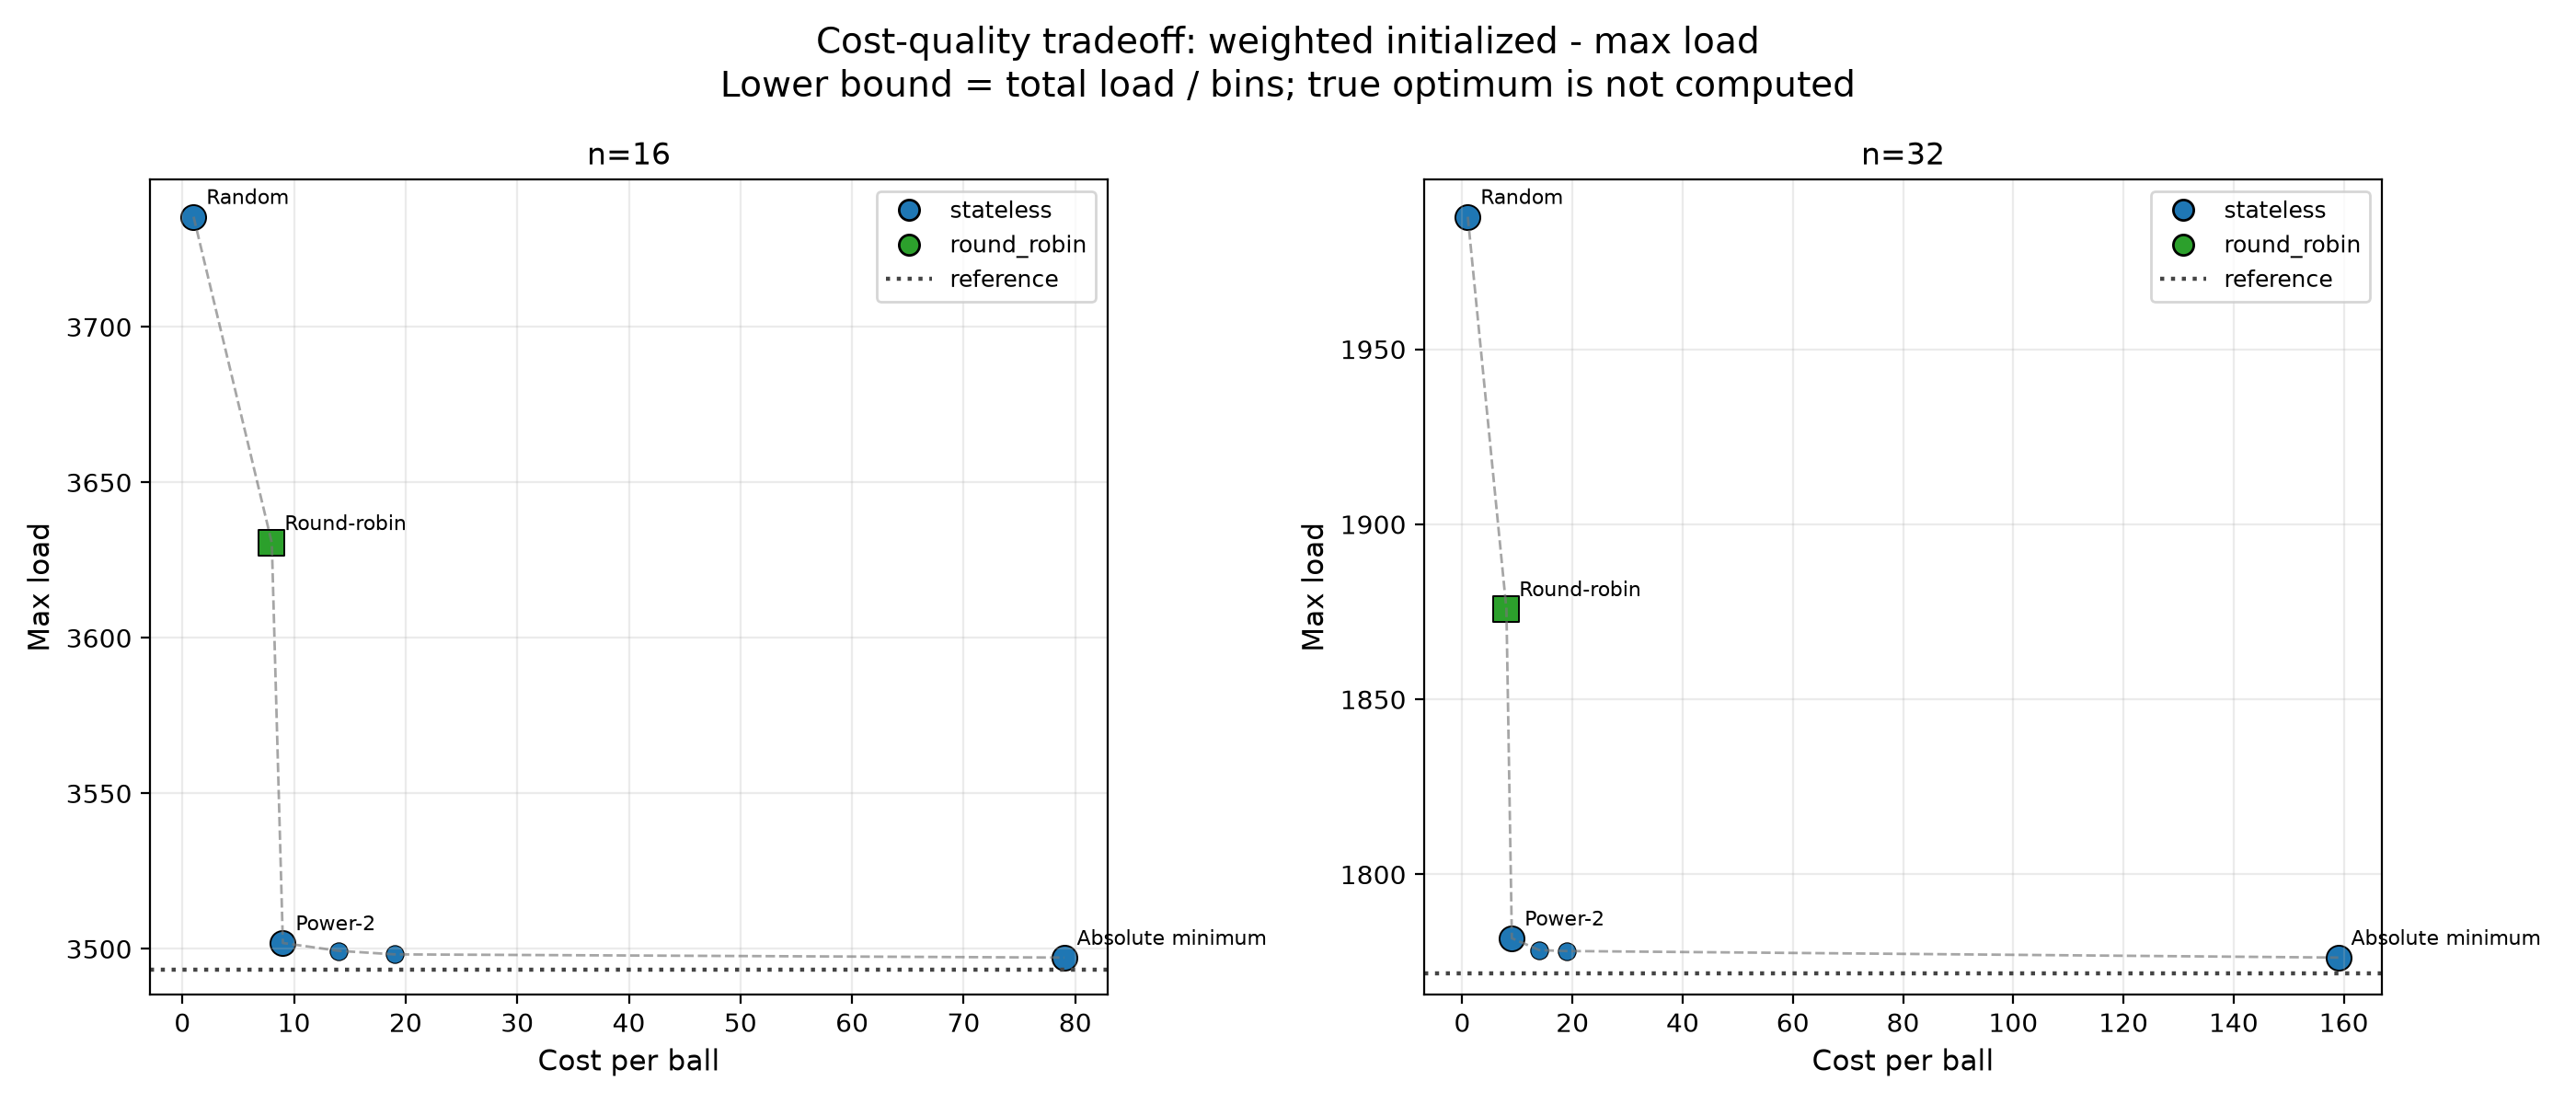 Cost-quality tradeoff: weighted initialized - max load
Lower bound = total load / bins; true optimum is not computed
n=16
Random
stateless
round_robin
reference
3700
3650
Round-robin
3600
3550
Power-2
3500
Absolute minimum
Max load
0 10 20 30 40 50 60 70 80
Cost per ball
n=32
Random
stateless
round_robin
reference
1950
1900
Round-robin
1850
1800
Power-2
Absolute minimum
Max load
0 20 40 60 80 100 120 140 160
Cost per ball